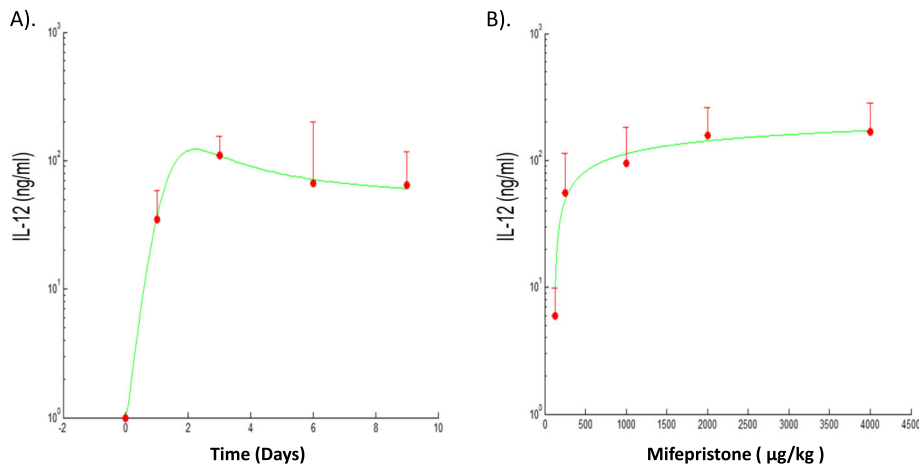 A).
10³
10²
10¹
10⁰
IL-12 (ng/ml)
-2 0 2 4 6 8 10
Time (Days)
B).
10³
10²
10¹
10⁰
IL-12 (ng/ml)
0 500 1000 1500 2000 2500 3000 3500 4000 4500
Mifepristone ( µg/kg )